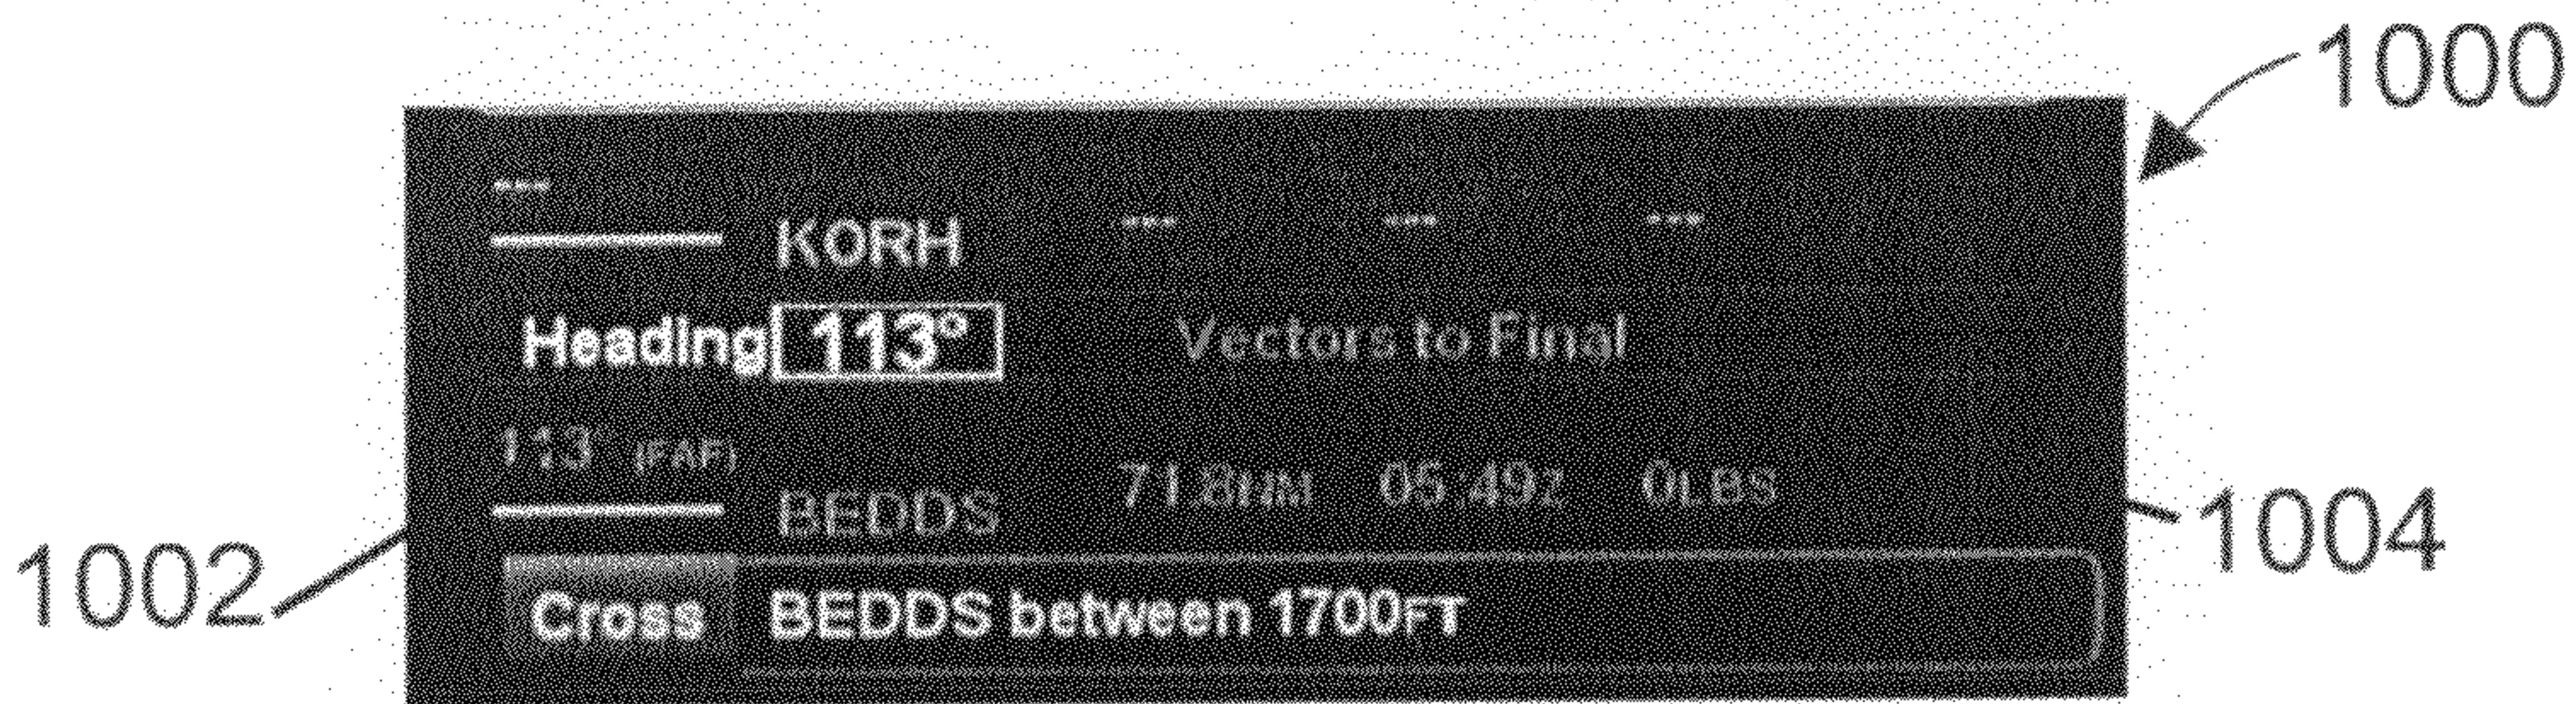 1000
---
KORH --- --- ---
Heading 113° Vectors to Final
113° (FAF)
BEDDS 71.8NM 05:49Z 0LBS
1004
1002
Cross BEDDS between 1700FT